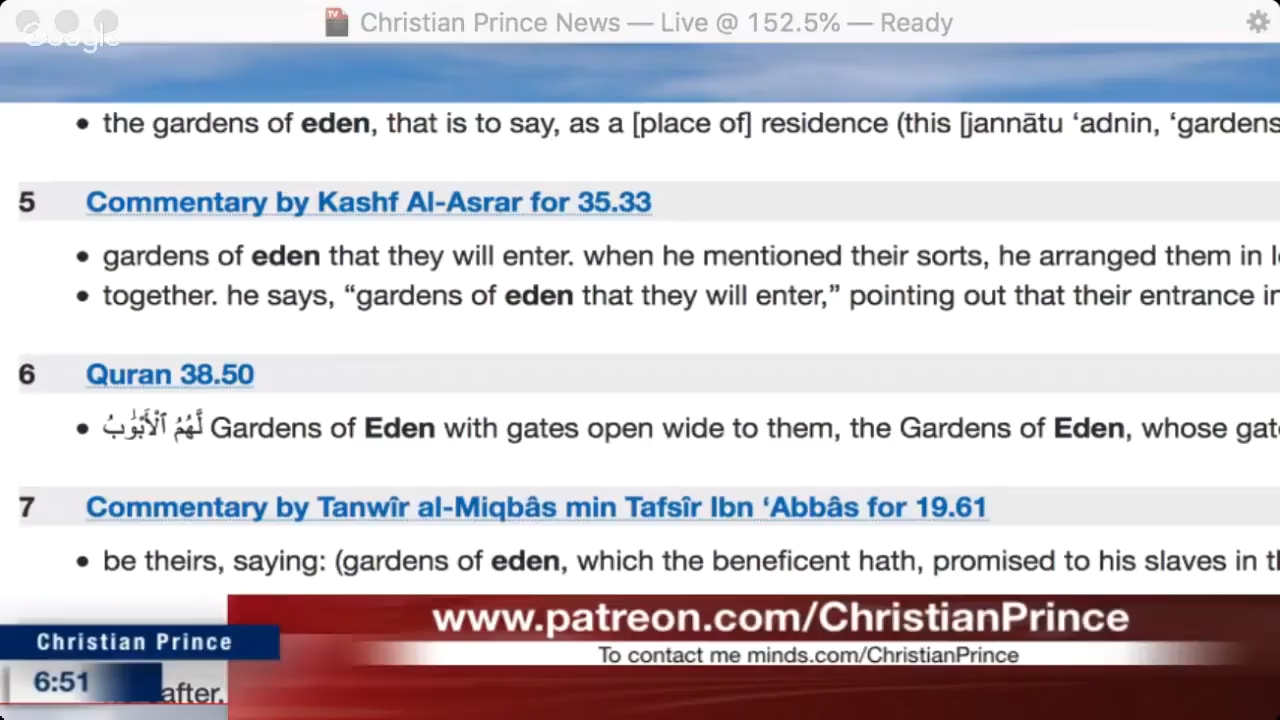 Christian Prince News — Live @ 152.5% — Ready
Google
TV
• the gardens of eden, that is to say, as a [place of] residence (this [jannātu ‘adnin, ‘gardens
5 Commentary by Kashf Al-Asrar for 35.33
• gardens of eden that they will enter. when he mentioned their sorts, he arranged them in
• together. he says, “gardens of eden that they will enter,” pointing out that their entrance
6 Quran 38.50
• لَّهُمُ ٱلْأَبْوَٰبُ Gardens of Eden with gates open wide to them, the Gardens of Eden, whose
7 Commentary by Tanwîr al-Miqbâs min Tafsîr Ibn ‘Abbâs for 19.61
• be theirs, saying: (gardens of eden, which the beneficent hath, promised to his slaves in
www.patreon.com/ChristianPrince
Christian Prince
To contact me minds.com/ChristianPrince
6:51
after.